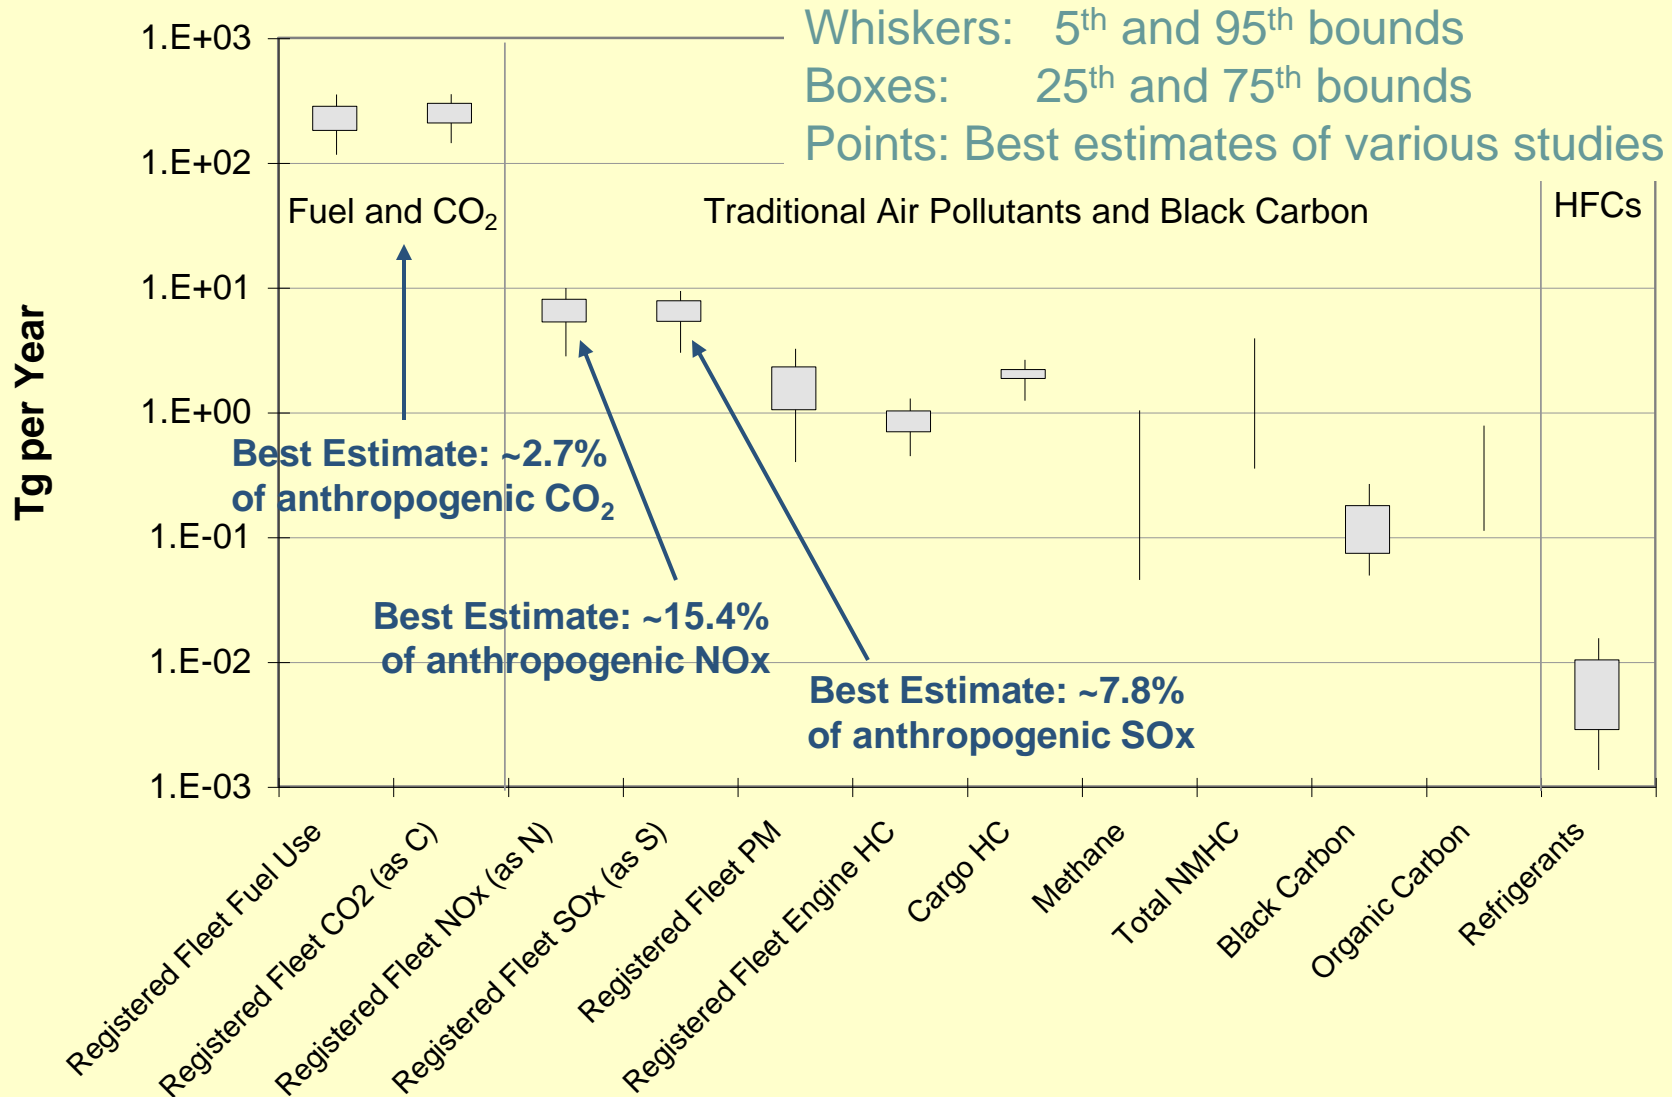 Whiskers: 5th and 95th bounds
Boxes: 25th and 75th bounds
Points: Best estimates of various studies
1.E+03
1.E+02
1.E+01
1.E+00
1.E-01
1.E-02
1.E-03
Tg per Year
Fuel and CO2
Traditional Air Pollutants and Black Carbon
HFCs
Best Estimate: ~2.7%
of anthropogenic CO2
Best Estimate: ~15.4%
of anthropogenic NOx
Best Estimate: ~7.8%
of anthropogenic SOx
Registered Fleet Fuel Use
Registered Fleet CO2 (as C)
Registered Fleet NOx (as N)
Registered Fleet SOx (as S)
Registered Fleet PM
Registered Fleet Engine HC
Cargo HC
Methane
Total NMHC
Black Carbon
Organic Carbon
Refrigerants